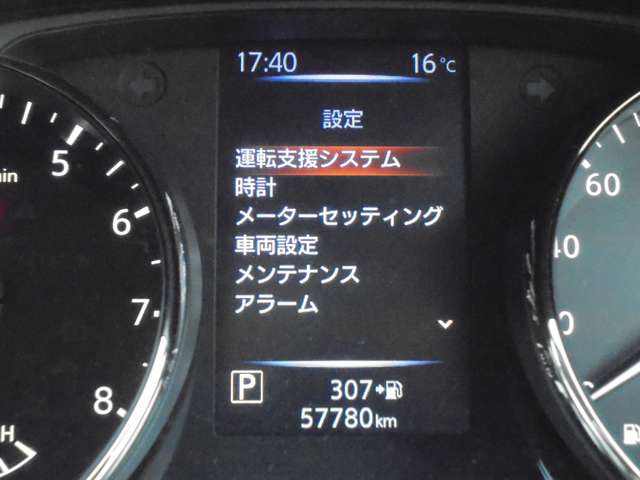 17:40 16℃
設定
運転支援システム
時計
メーターセッティング
車両設定
メンテナンス
アラーム
P 307
57780km
5
6
7
8
H
60